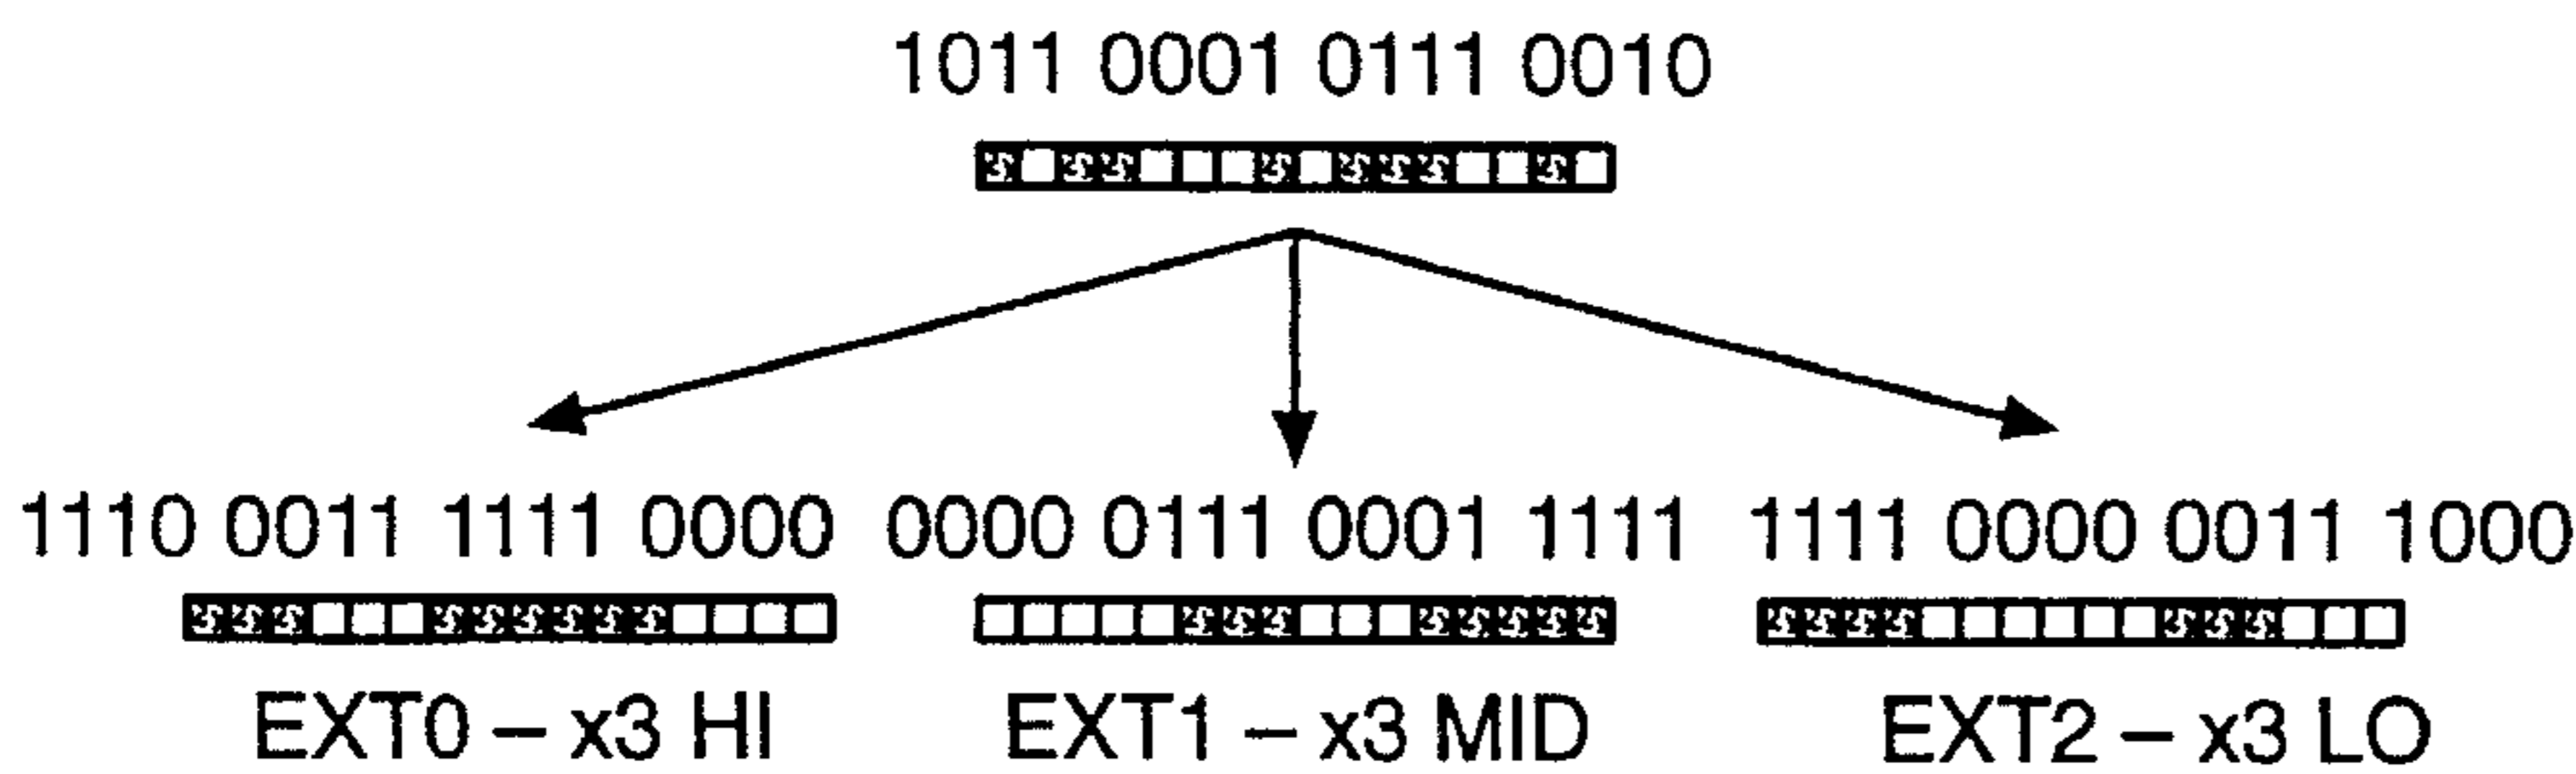 1011 0001 0111 0010
1110 0011 1111 0000 0000 0111 0001 1111 1111 0000 0011 1000
EXT0 – x3 HI EXT1 – x3 MID EXT2 – x3 LO